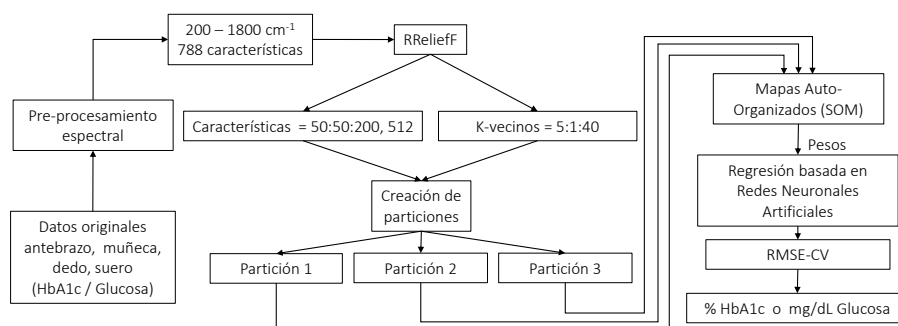 200 – 1800 cm⁻¹
788 características
RReliefF
Pre-procesamiento
espectral
Características = 50:50:200, 512
K-vecinos = 5:1:40
Mapas Auto-
Organizados (SOM)
Pesos
Creación de
particiones
Regresión basada en
Redes Neuronales
Artificiales
Datos originales
antebrazo, muñeca,
dedo, suero
(HbA1c / Glucosa)
Partición 1
Partición 2
Partición 3
RMSE-CV
% HbA1c o mg/dL Glucosa